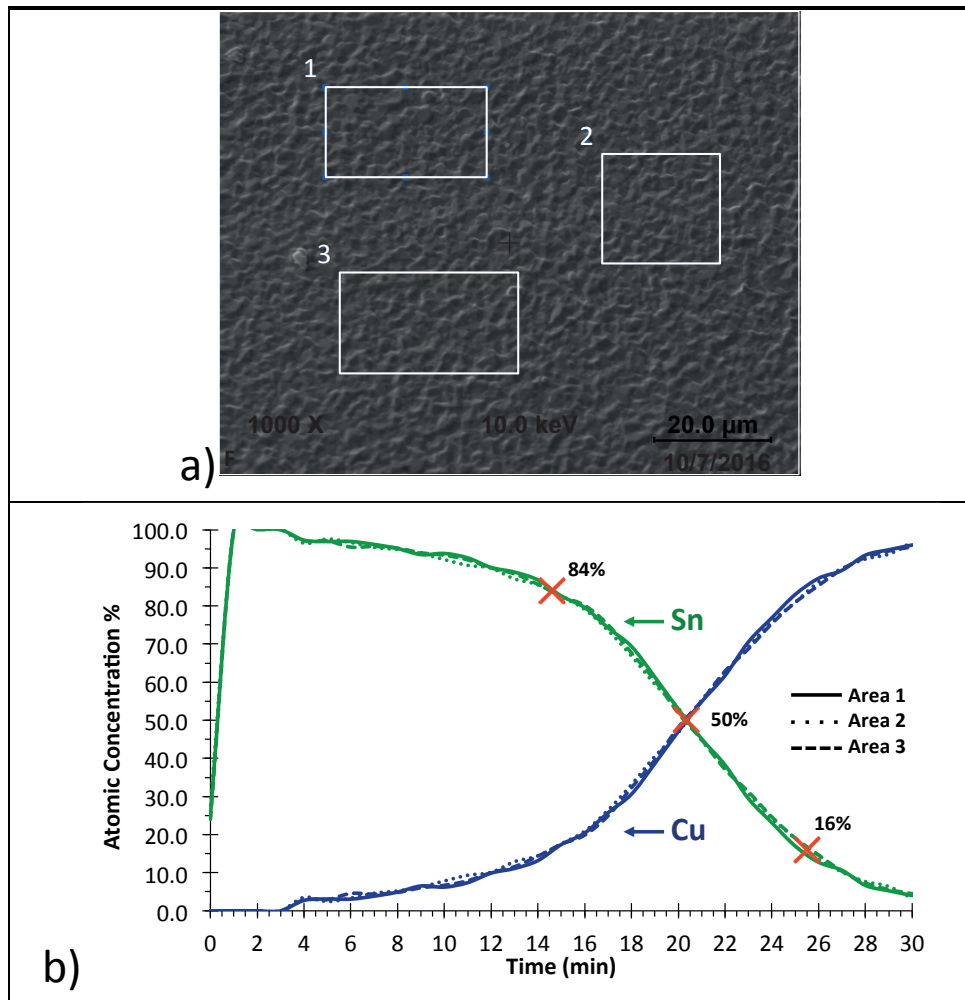 1
2
3
1000 X 10.0 keV 20.0 µm
F 10/7/2016
a)
100.0
90.0
80.0
70.0
60.0
50.0
40.0
30.0
20.0
10.0
0.0
Atomic Concentration %
84%
Sn
50%
Area 1
Area 2
Area 3
16%
Cu
0 2 4 6 8 10 12 14 16 18 20 22 24 26 28 30
Time (min)
b)